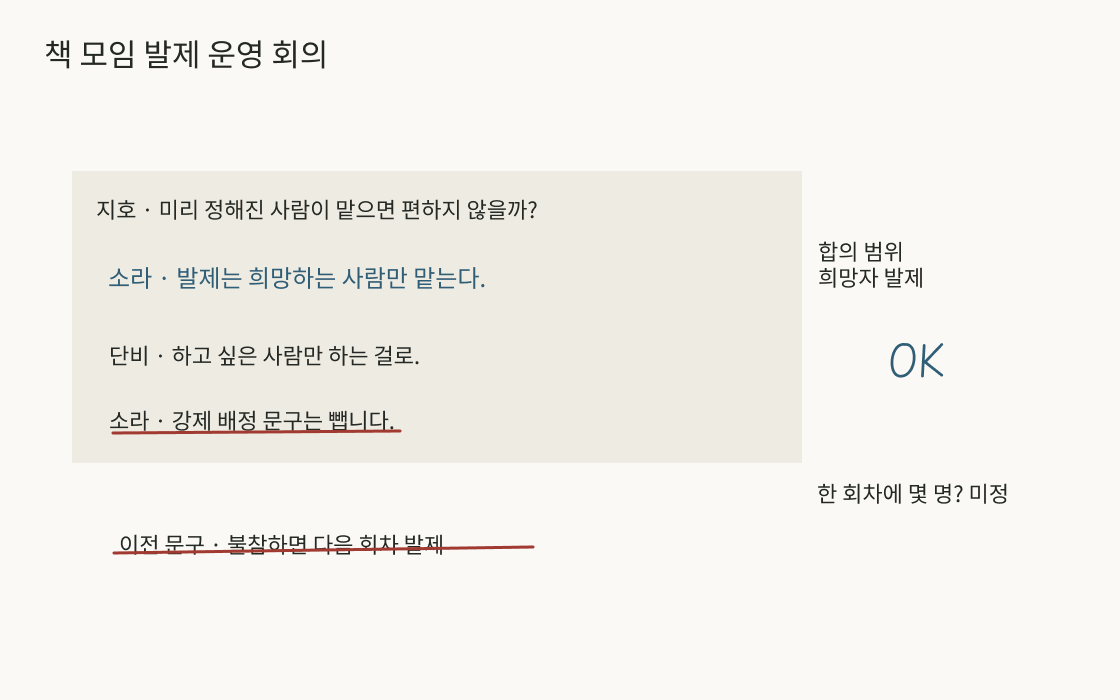 책 모임 발제 운영 회의
지호 · 미리 정해진 사람이 맡으면 편하지 않을까?
소라 · 발제는 희망하는 사람만 맡는다.
단비 · 하고 싶은 사람만 하는 걸로.
소라 · 강제 배정 문구는 뺍니다.
합의 범위
희망자 발제
OK
한 회차에 몇 명? 미정
이전 문구 · 불참하면 다음 회차 발제